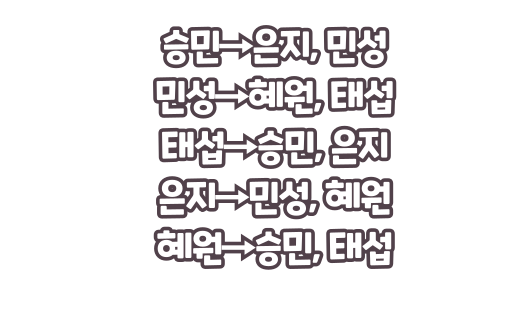 승민→은지, 민성
민성→혜원, 태섭
태섭→승민, 은지
은지→민성, 혜원
혜원→승민, 태섭